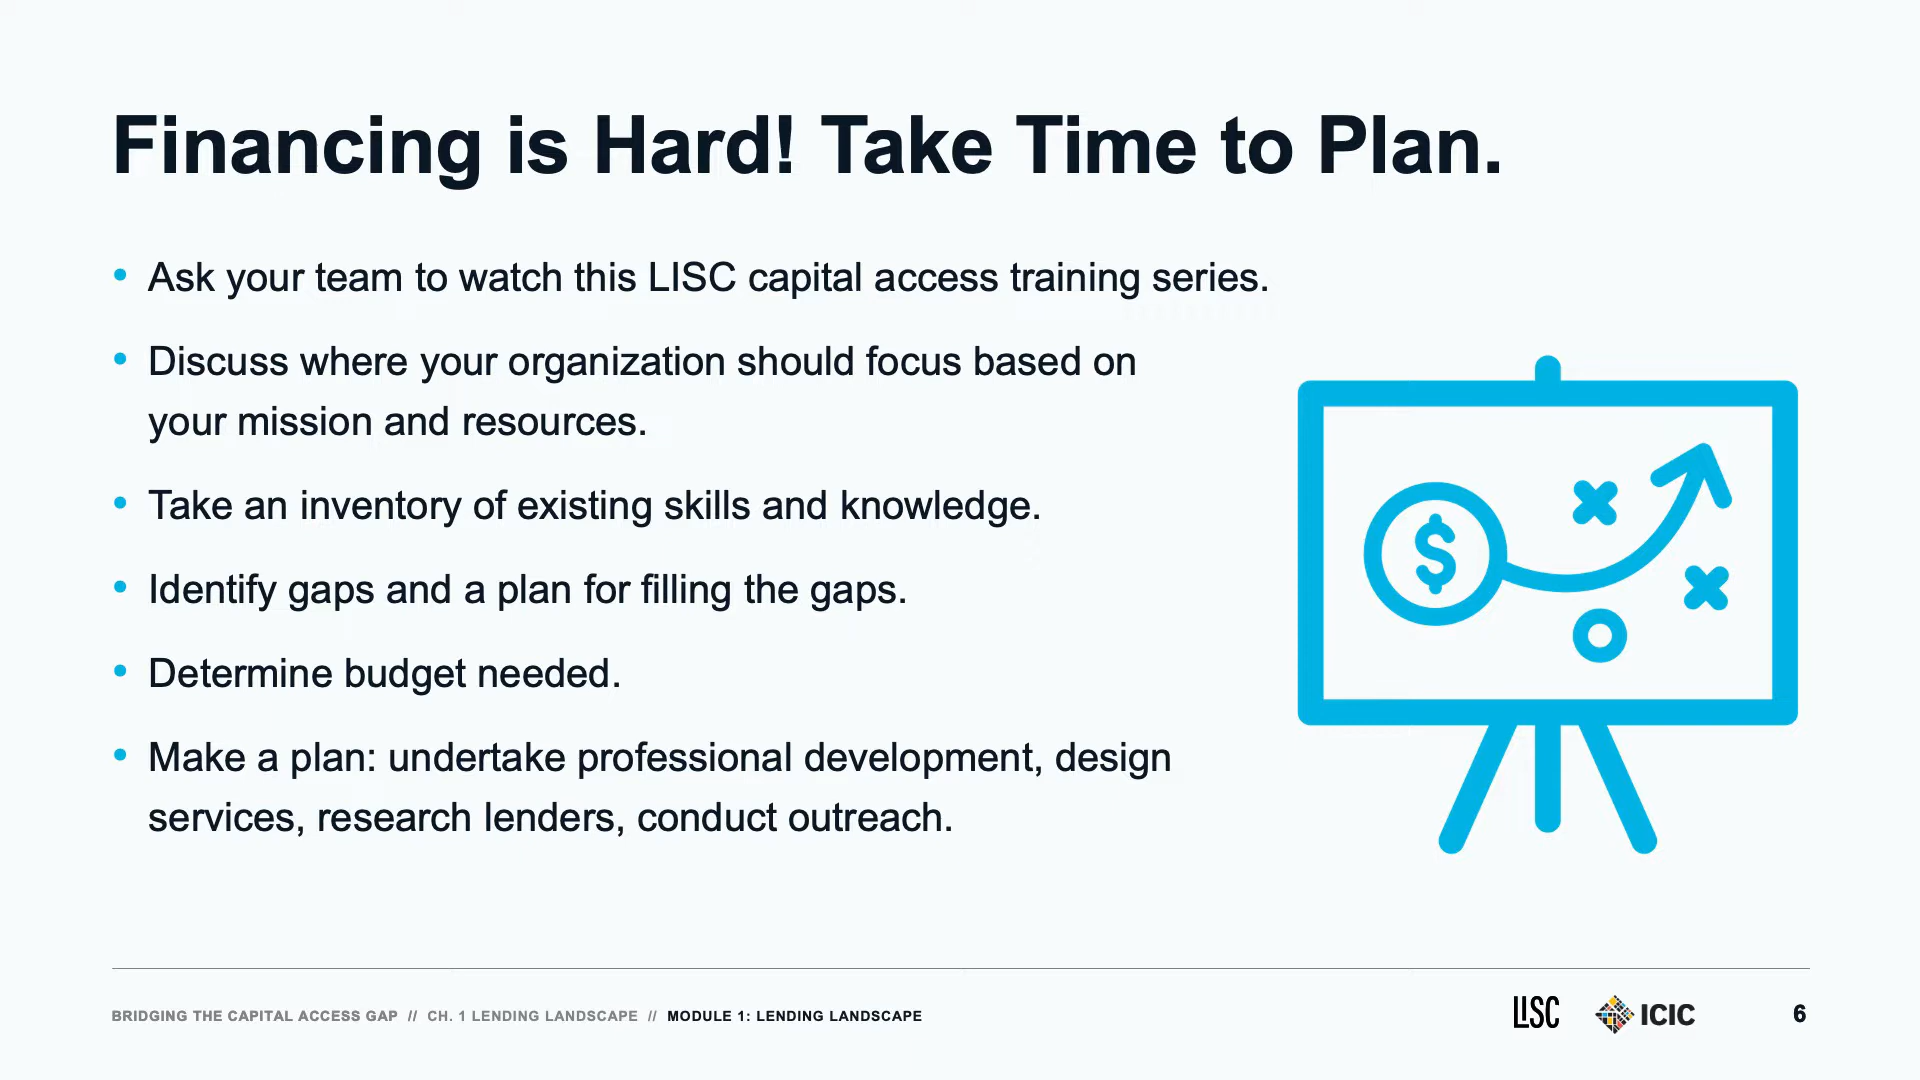 Financing is Hard! Take Time to Plan.
• Ask your team to watch this LISC capital access training series.
• Discuss where your organization should focus based on
your mission and resources.
• Take an inventory of existing skills and knowledge.
• Identify gaps and a plan for filling the gaps.
• Determine budget needed.
• Make a plan: undertake professional development, design
services, research lenders, conduct outreach.
$
BRIDGING THE CAPITAL ACCESS GAP // CH. 1 LENDING LANDSCAPE // MODULE 1: LENDING LANDSCAPE
LISC ICIC 6